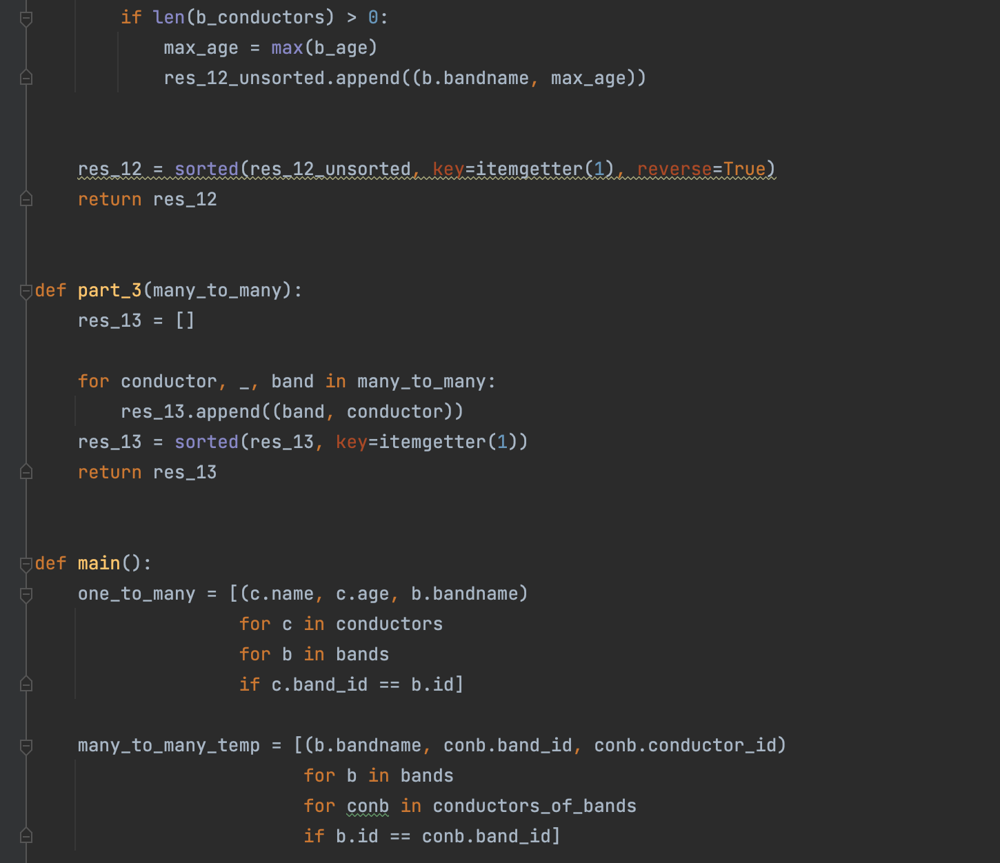 if len(b_conductors) > 0:
            max_age = max(b_age)
            res_12_unsorted.append((b.bandname, max_age))
    res_12 = sorted(res_12_unsorted, key=itemgetter(1), reverse=True)
    return res_12
def part_3(many_to_many):
    res_13 = []
    for conductor, _, band in many_to_many:
        res_13.append((band, conductor))
    res_13 = sorted(res_13, key=itemgetter(1))
    return res_13
def main():
    one_to_many = [(c.name, c.age, b.bandname)
                   for c in conductors
                   for b in bands
                   if c.band_id == b.id]
    many_to_many_temp = [(b.bandname, conb.band_id, conb.conductor_id)
                         for b in bands
                         for conb in conductors_of_bands
                         if b.id == conb.band_id]